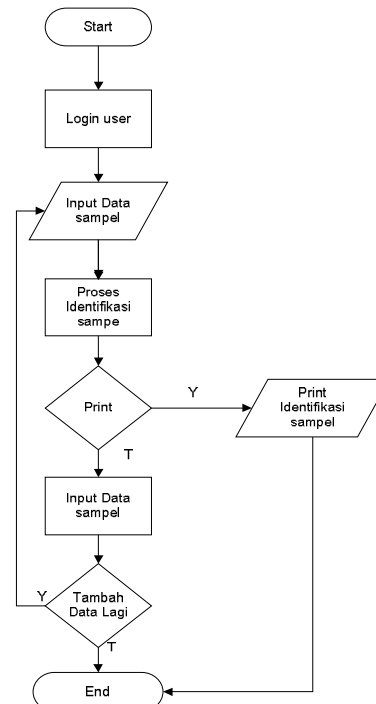 Start
Login user
Input Data
sampel
Proses
Identifikasi
sampe
Print
Y
Print
Identifikasi
sampel
T
Input Data
sampel
Y
Tambah
Data Lagi
T
End